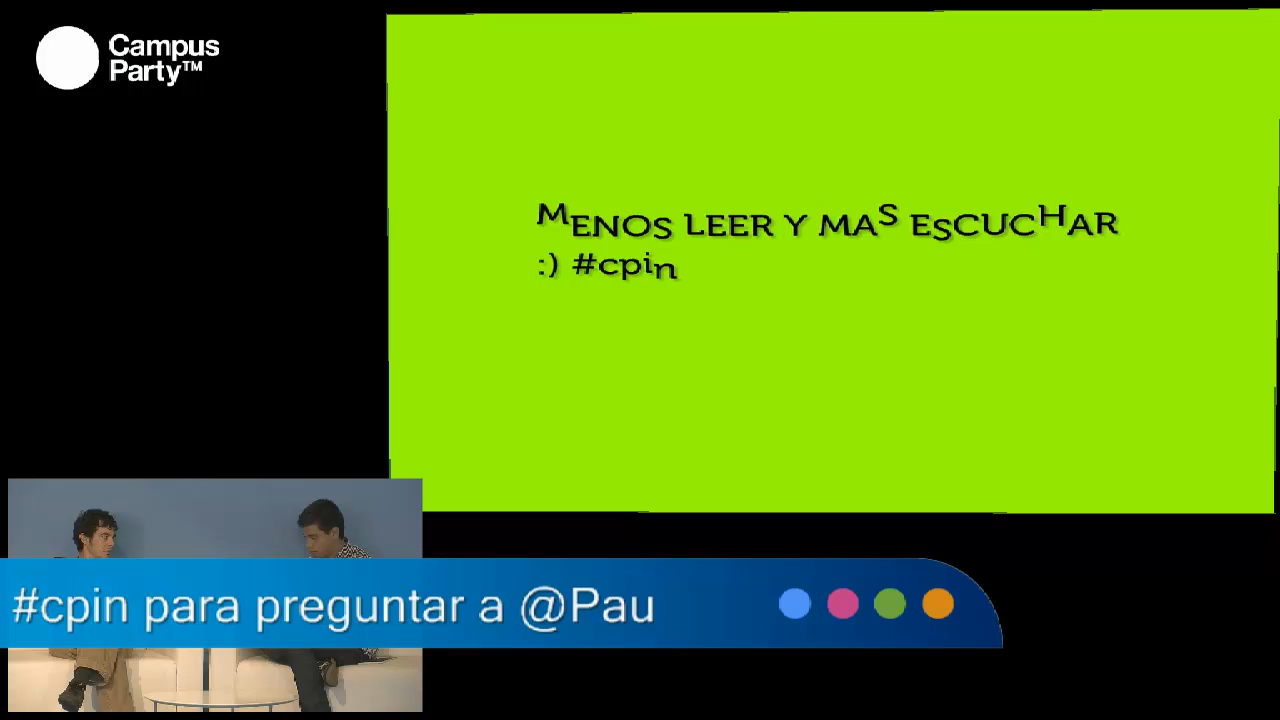 Campus
Party™
MENOS LEER Y MAS ESCUCHAR
:) #cpin
#cpin para preguntar a @Pau